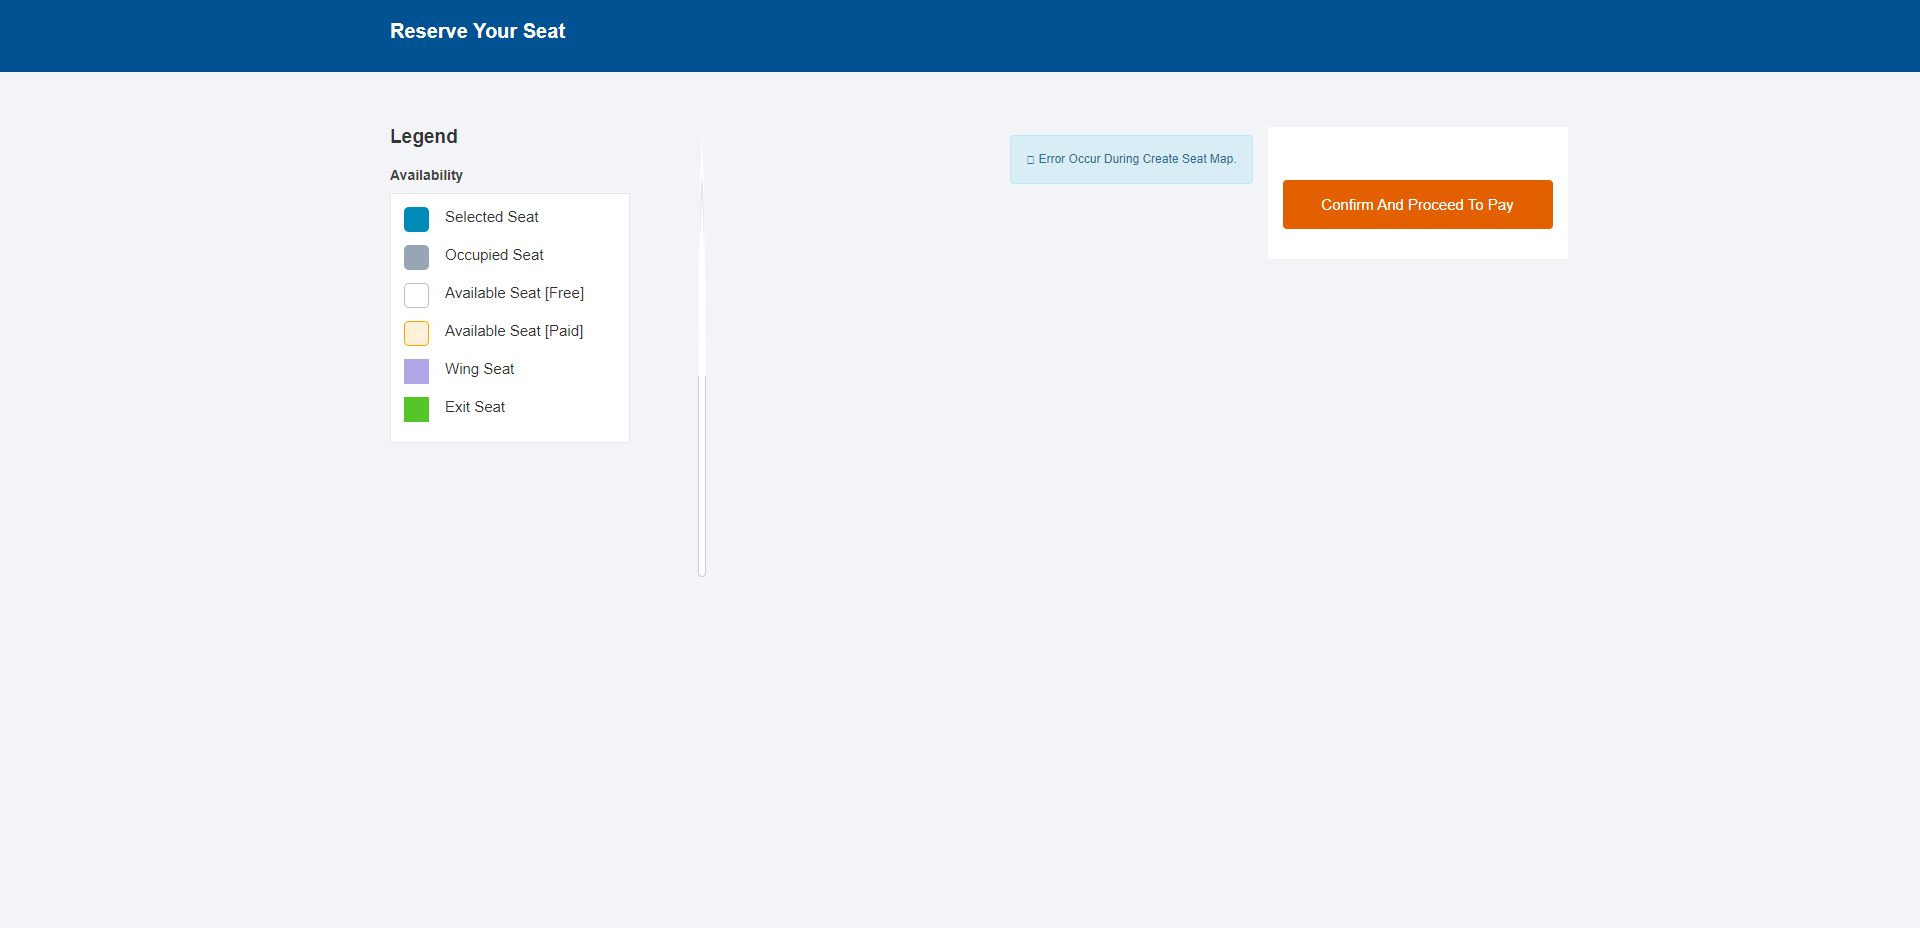 Reserve Your Seat
Legend
Availability
Selected Seat
Occupied Seat
Available Seat [Free]
Available Seat [Paid]
Wing Seat
Exit Seat
Error Occur During Create Seat Map.
Confirm And Proceed To Pay